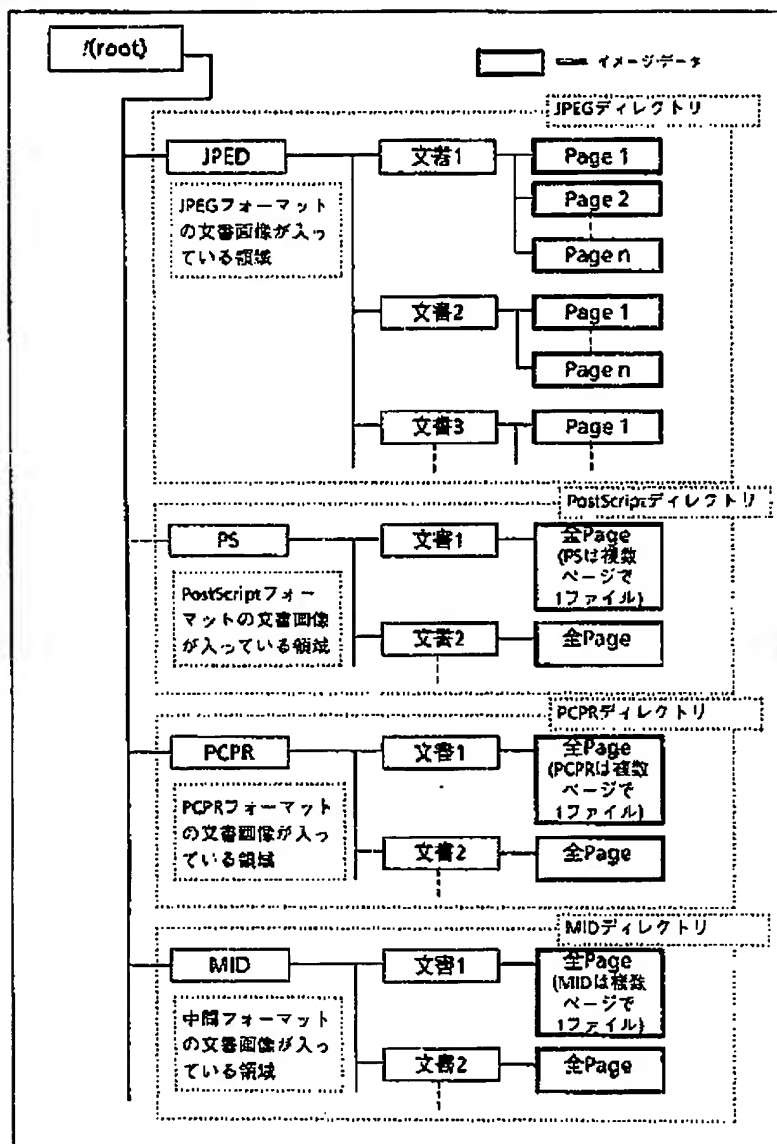 /(root)
イメージデータ
JPEGディレクトリ
JPED
文書1
Page 1
JPEGフォーマット
の文書画像が入っ
ている領域
Page 2
Page n
文書2
Page 1
Page n
文書3
Page 1
PostScriptディレクトリ
PS
文書1
全Page
(PSは複数
ページで
1ファイル)
PostScriptフォー
マットの文書画像
が入っている領域
文書2
全Page
PCPRディレクトリ
PCPR
文書1
全Page
(PCPRは複数
ページで
1ファイル)
PCPRフォーマット
の文書画像が入っ
ている領域
文書2
全Page
MIDディレクトリ
MID
文書1
全Page
(MIDは複数
ページで
1ファイル)
中間フォーマット
の文書画像が入っ
ている領域
文書2
全Page